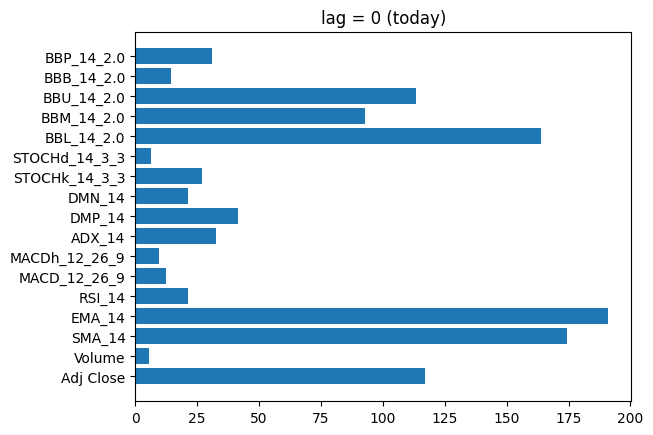 lag = 0 (today)
BBP_14_2.0
BBB_14_2.0
BBU_14_2.0
BBM_14_2.0
BBL_14_2.0
STOCHd_14_3_3
STOCHk_14_3_3
DMN_14
DMP_14
ADX_14
MACDh_12_26_9
MACD_12_26_9
RSI_14
EMA_14
SMA_14
Volume
Adj Close
0 25 50 75 100 125 150 175 200